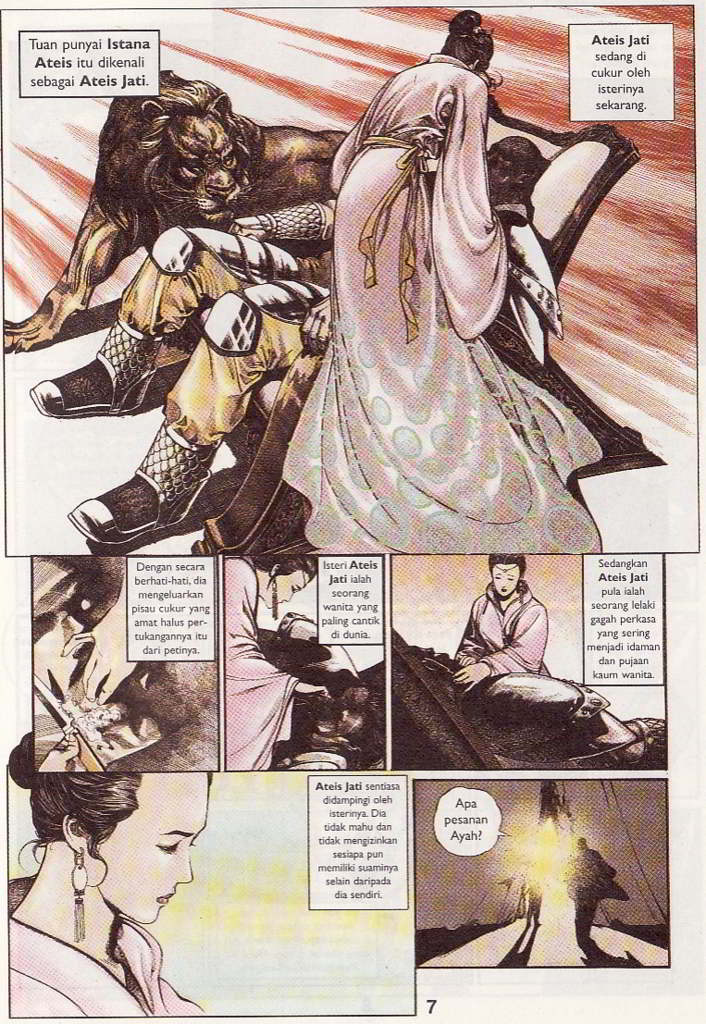 Tuan punyai Istana
Ateis itu dikenali
sebagai Ateis Jati.
Ateis Jati
sedang di
cukur oleh
isterinya
sekarang.
Dengan secara
berhati-hati, dia
mengeluarkan
pisau cukur yang
amat halus per-
tukangannya itu
dari petinya.
Isteri Ateis
Jati ialah
seorang
wanita yang
paling cantik
di dunia.
Sedangkan
Ateis Jati
pula ialah
seorang lelaki
gagah perkasa
yang sering
menjadi idaman
dan pujaan
kaum wanita.
Ateis Jati sentiasa
didampingi oleh
isterinya. Dia
tidak mahu dan
tidak mengizinkan
sesiapa pun
memiliki suaminya
selain daripada
dia sendiri.
Apa
pesanan
Ayah?
7